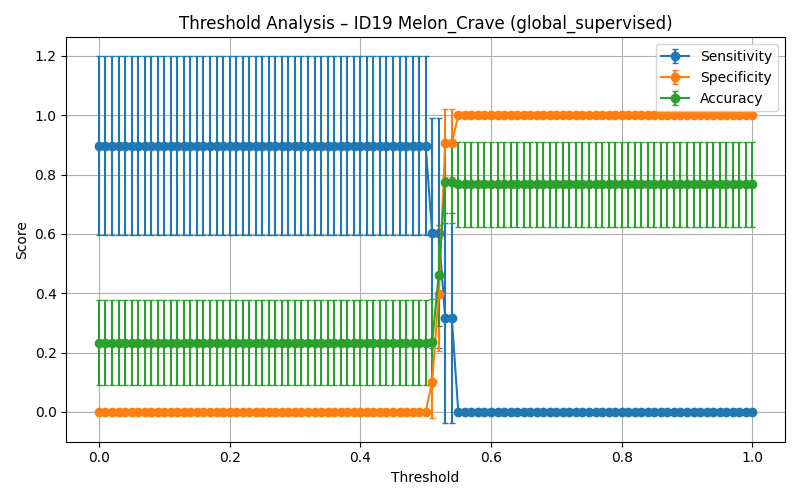 Threshold Analysis – ID19 Melon_Crave (global_supervised)
Sensitivity
Specificity
Accuracy
Score
1.2
1.0
0.8
0.6
0.4
0.2
0.0
0.0 0.2 0.4 0.6 0.8 1.0
Threshold